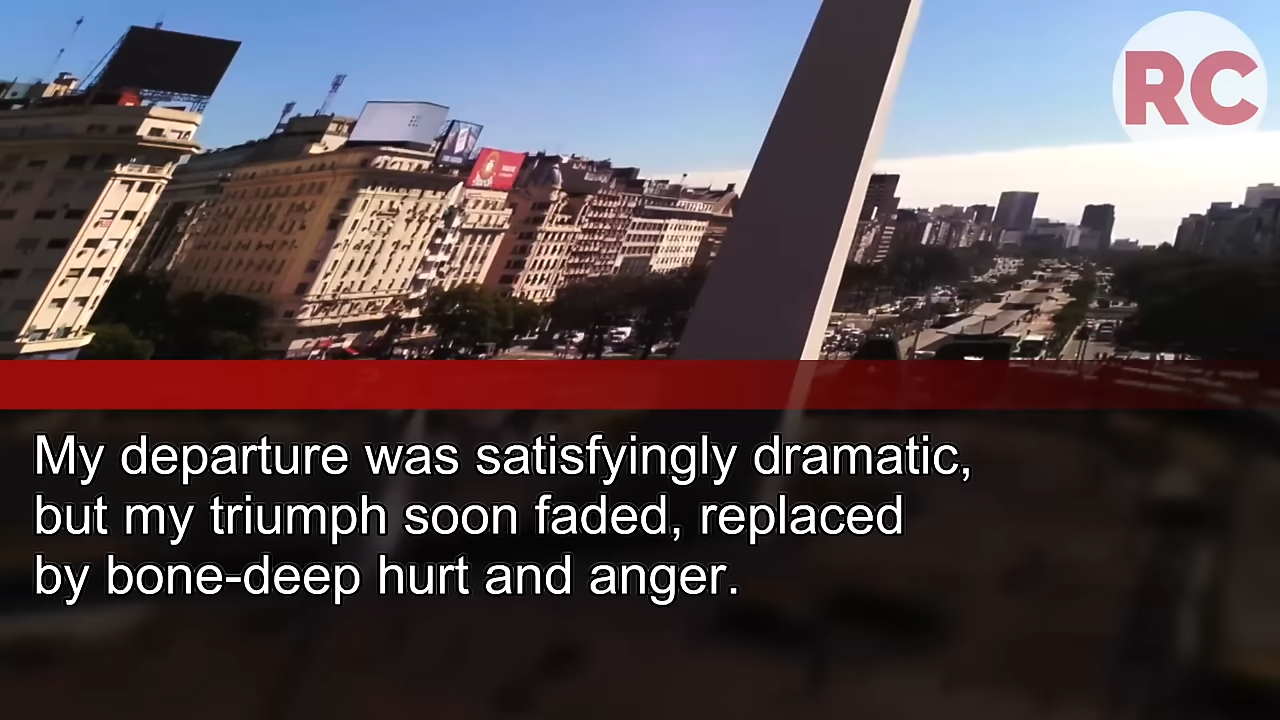 RC
My departure was satisfyingly dramatic,
but my triumph soon faded, replaced
by bone-deep hurt and anger.